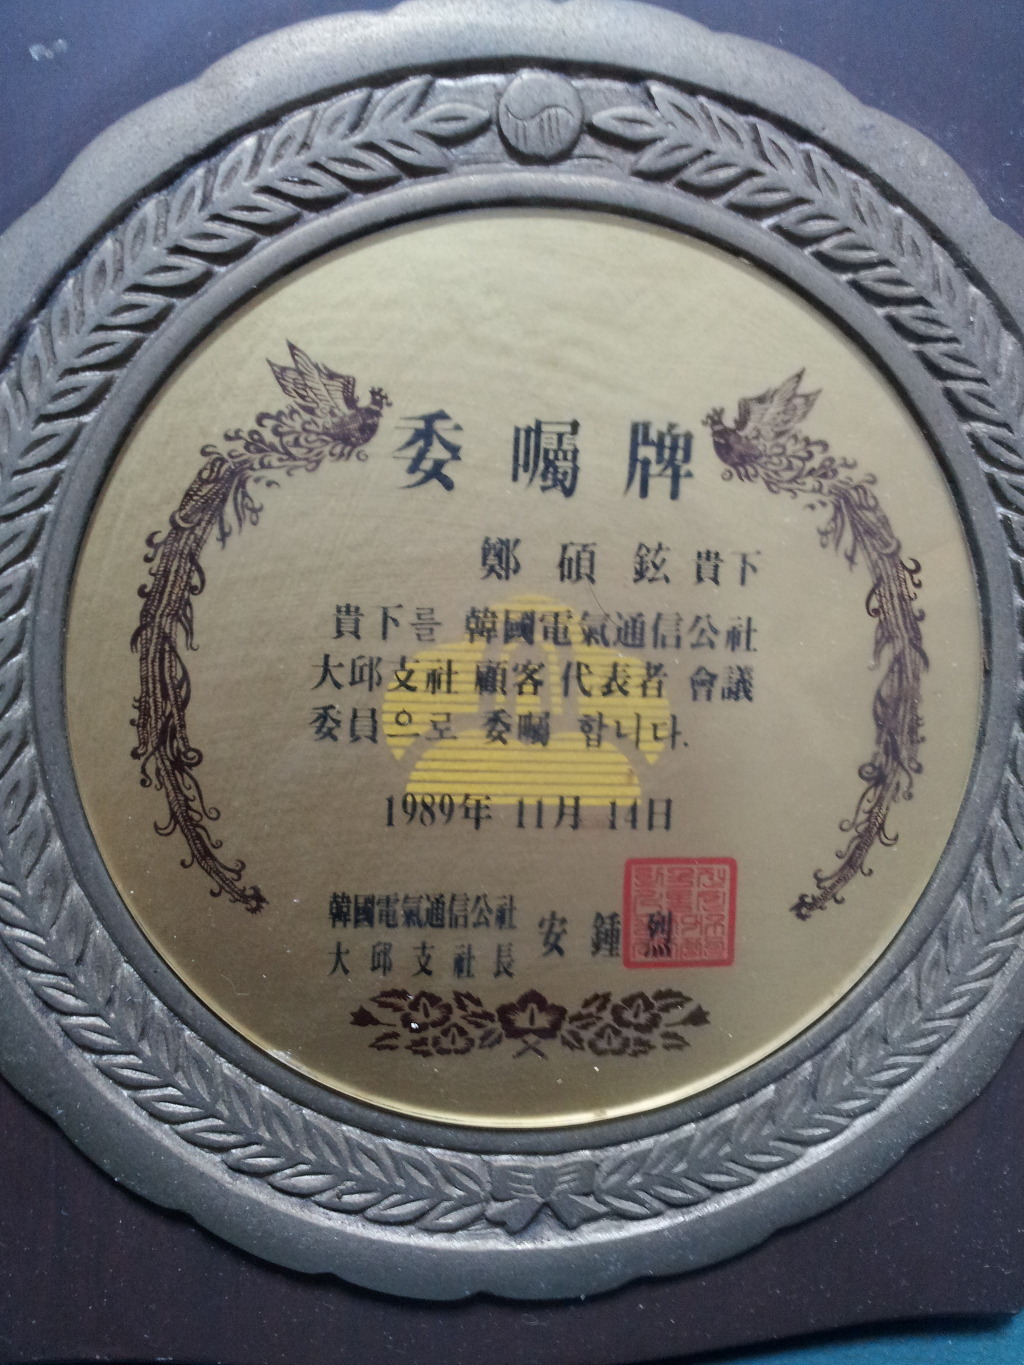 委 囑 牌
鄭 碩 鉉 貴下
貴下를 韓國電氣通信公社
大邱支社 顧客 代表者 會議
委員으로 委囑 합니다.
1989年 11月 14日
韓國電氣通信公社
大 邱 支 社 長 安 鍾 烈